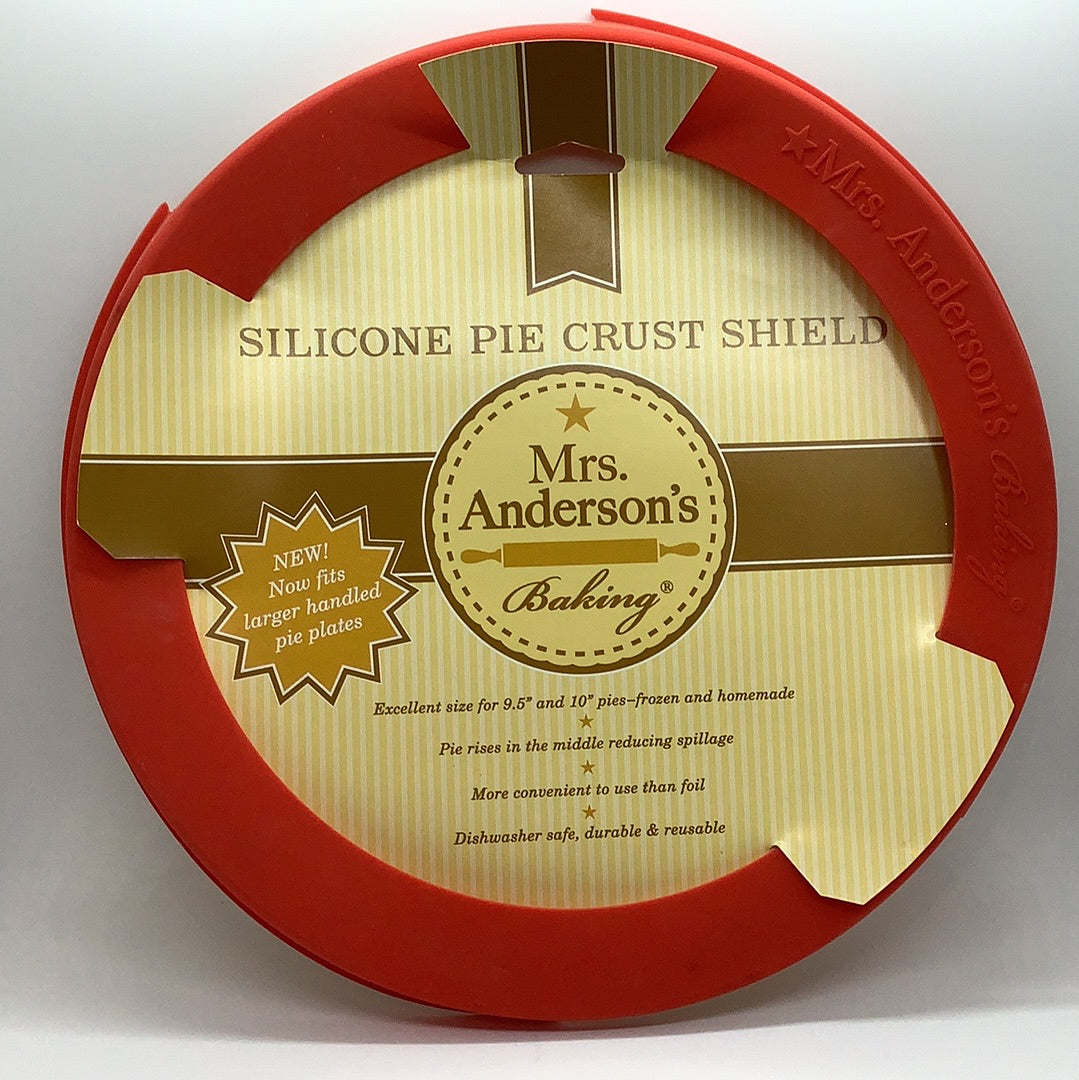 ★Mrs. Anderson's Baking®
SILICONE PIE CRUST SHIELD
Mrs.
Anderson's
Baking®
NEW!
Now fits
larger handled
pie plates
Excellent size for 9.5” and 10” pies–frozen and homemade
Pie rises in the middle reducing spillage
More convenient to use than foil
Dishwasher safe, durable & reusable